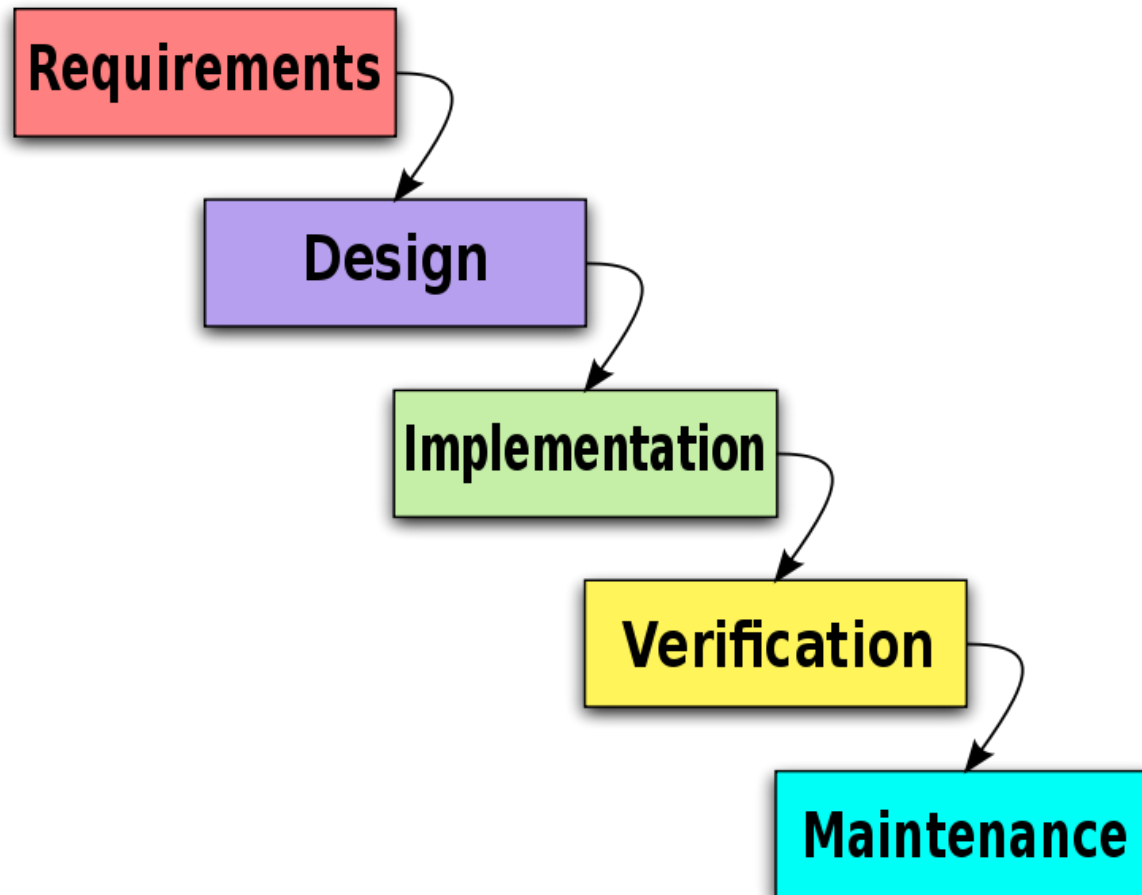 Requirements
Design
Implementation
Verification
Maintenance